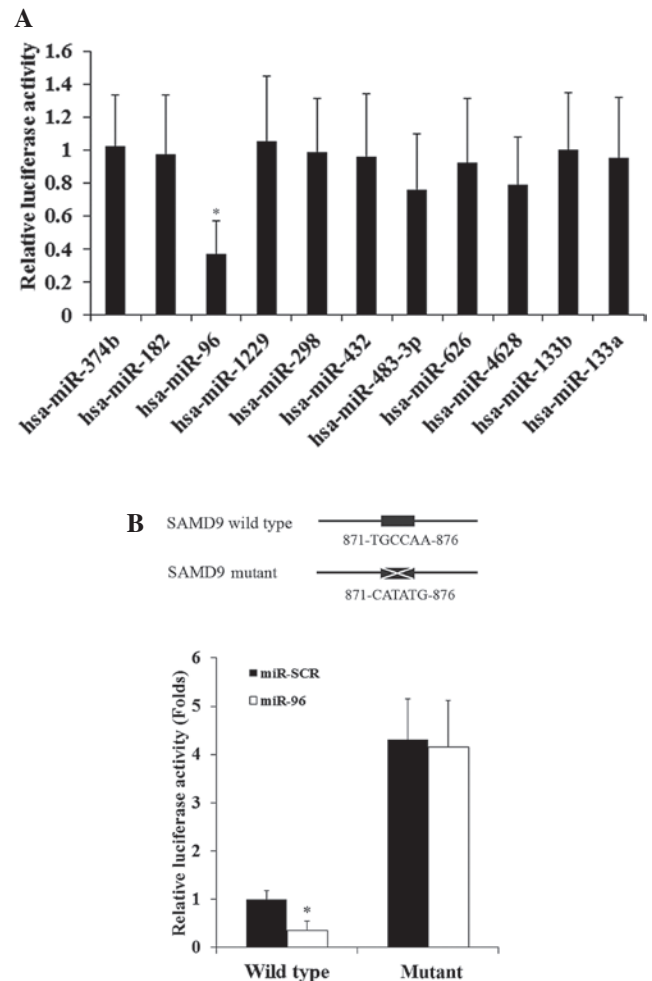 A
Relative luciferase activity
1.6
1.4
1.2
1
0.8
0.6
0.4
0.2
0
*
hsa-miR-374b
hsa-miR-182
hsa-miR-96
hsa-miR-1229
hsa-miR-298
hsa-miR-432
hsa-miR-483-3p
hsa-miR-626
hsa-miR-4628
hsa-miR-133b
hsa-miR-133a
B
SAMD9 wild type
871-TGCCAA-876
SAMD9
mutant
871-CATATG-876
Relative luciferase activity (Folds)
6
5
4
3
2
1
0
miR-SCR
miR-96
*
Wild type
Mutant